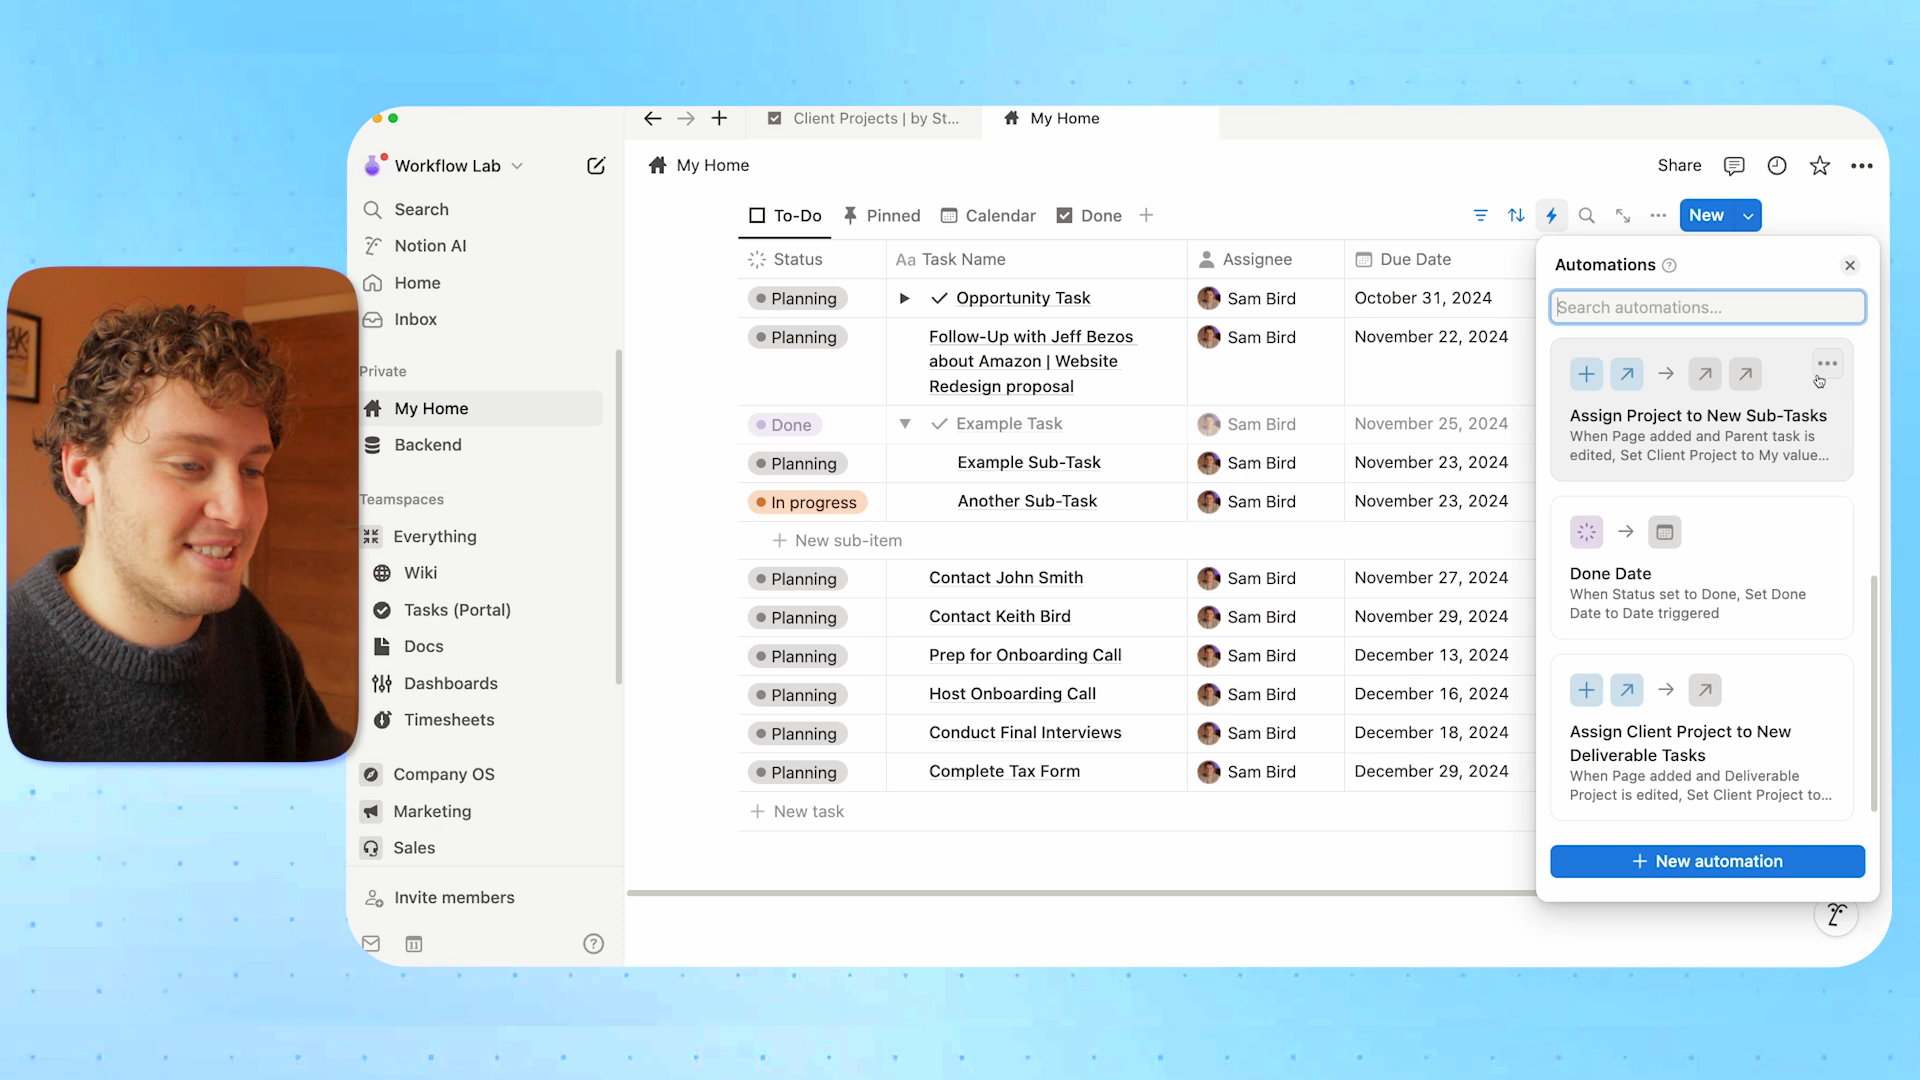 Client Projects | by St...
My Home
Workflow Lab
My Home
Share
Search
Notion AI
Home
Inbox
Private
My Home
Backend
Teamspaces
Everything
Wiki
Tasks (Portal)
Docs
Dashboards
Timesheets
Company OS
Marketing
Sales
Invite members
11
To-Do
Pinned
Calendar
Done
New
Status
Aa Task Name
Assignee
Due Date
Planning
Opportunity Task
Sam Bird
October 31, 2024
Planning
Follow-Up with Jeff Bezos
about Amazon | Website
Redesign proposal
Sam Bird
November 22, 2024
Done
Example Task
Sam Bird
November 25, 2024
Planning
Example Sub-Task
Sam Bird
November 23, 2024
In progress
Another Sub-Task
Sam Bird
November 23, 2024
New sub-item
Planning
Contact John Smith
Sam Bird
November 27, 2024
Planning
Contact Keith Bird
Sam Bird
November 29, 2024
Planning
Prep for Onboarding Call
Sam Bird
December 13, 2024
Planning
Host Onboarding Call
Sam Bird
December 16, 2024
Planning
Conduct Final Interviews
Sam Bird
December 18, 2024
Planning
Complete Tax Form
Sam Bird
December 29, 2024
New task
Automations
Search automations...
Assign Project to New Sub-Tasks
When Page added and Parent task is
edited, Set Client Project to My value...
Done Date
When Status set to Done, Set Done
Date to Date triggered
Assign Client Project to New
Deliverable Tasks
When Page added and Deliverable
Project is edited, Set Client Project to...
New automation